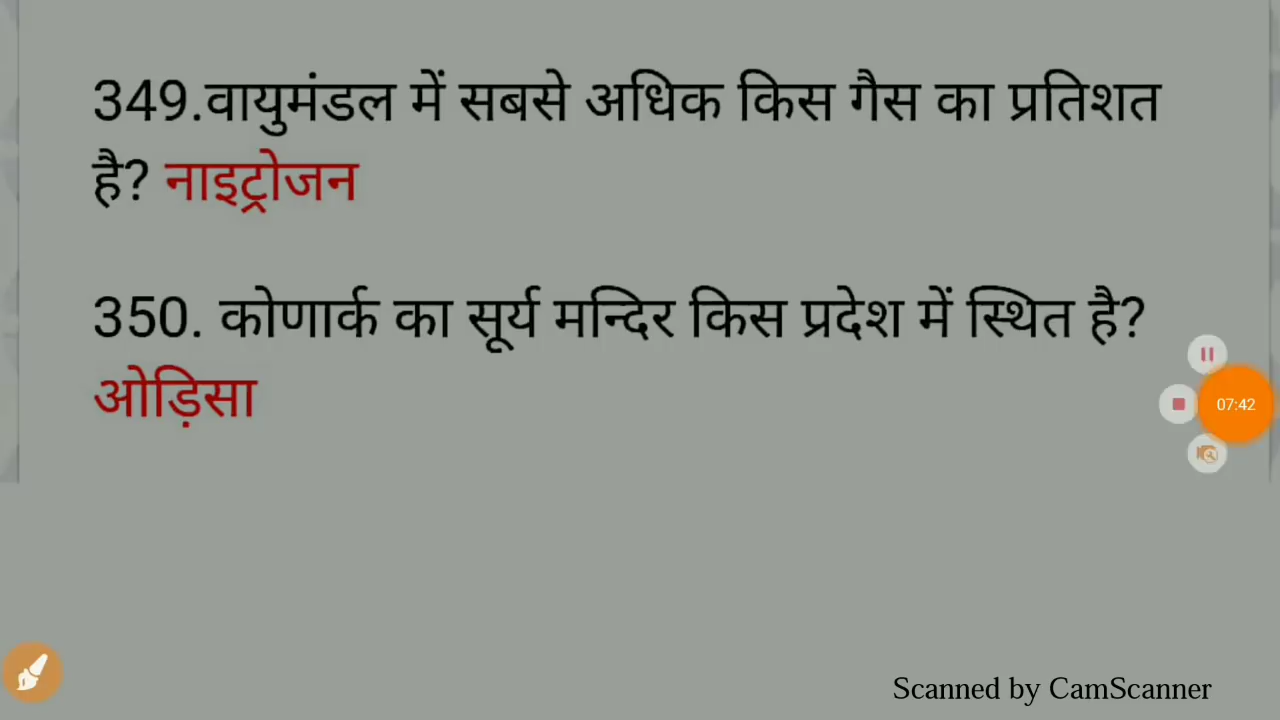 349.वायुमंडल में सबसे अधिक किस गैस का प्रतिशत
है? नाइट्रोजन
350. कोणार्क का सूर्य मन्दिर किस प्रदेश में स्थित है?
ओड़िसा
07:42
Scanned by CamScanner